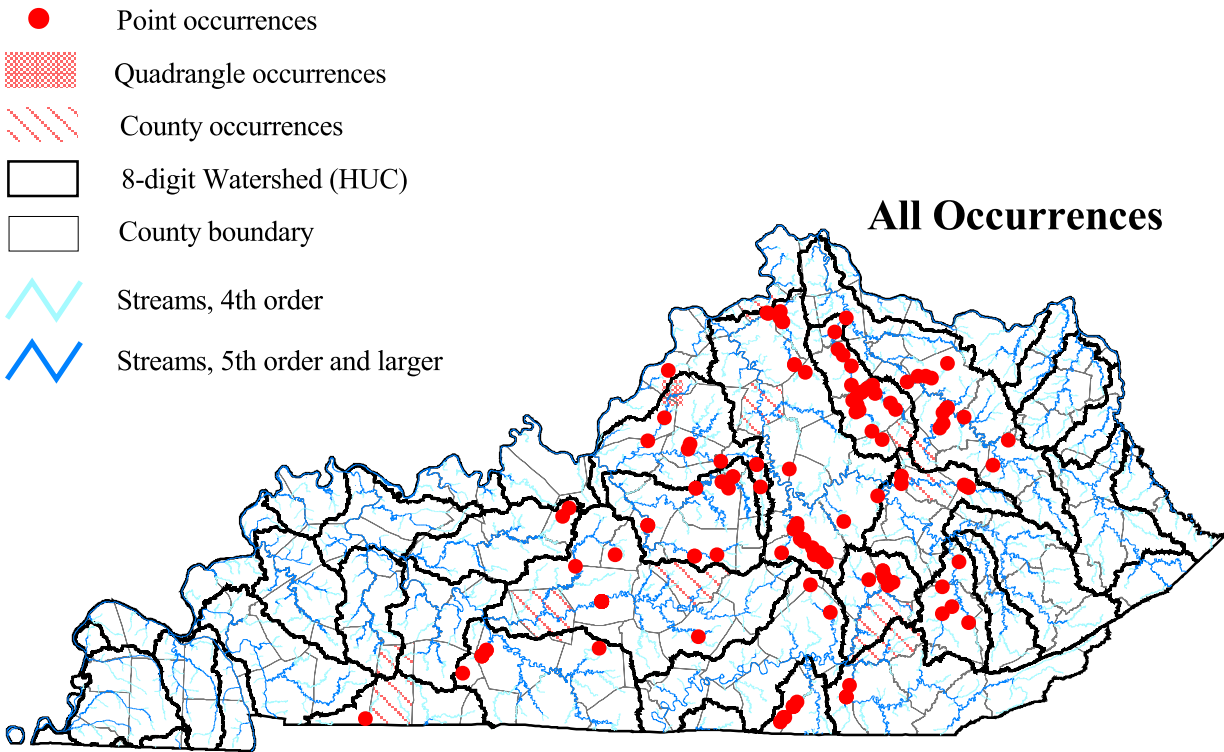 Point occurrences
Quadrangle occurrences
County occurrences
8-digit Watershed (HUC)
County boundary
Streams, 4th order
Streams, 5th order and larger
All Occurrences